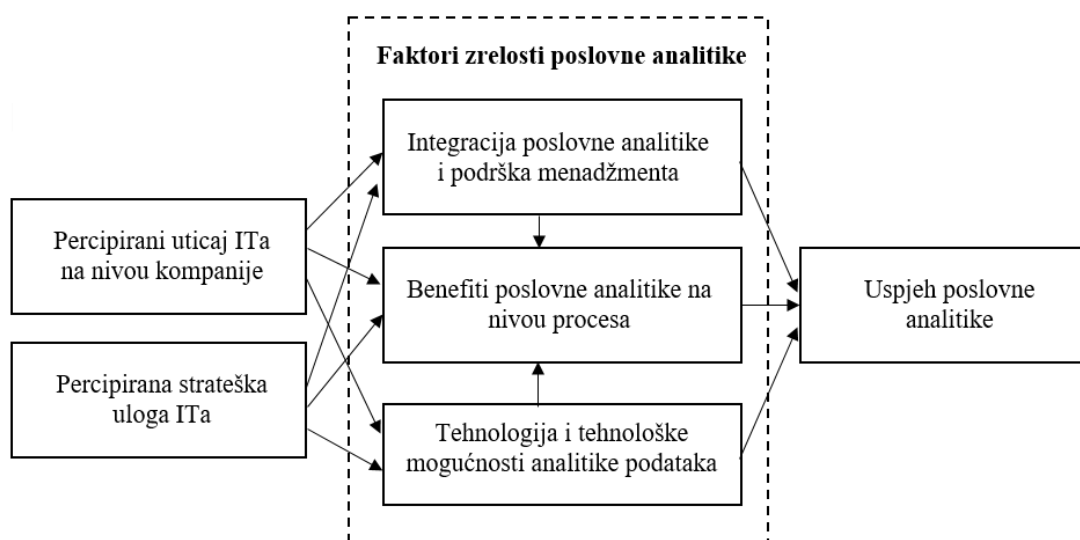 Faktori zrelosti poslovne analitike
Integracija poslovne analitike
i podrška menadžmenta
Percipirani uticaj ITa
na nivou kompanije
Benefiti poslovne analitike na
nivou procesa
Uspjeh poslovne
analitike
Percipirana strateška
uloga ITa
Tehnologija i tehnološke
mogućnosti analitike podataka